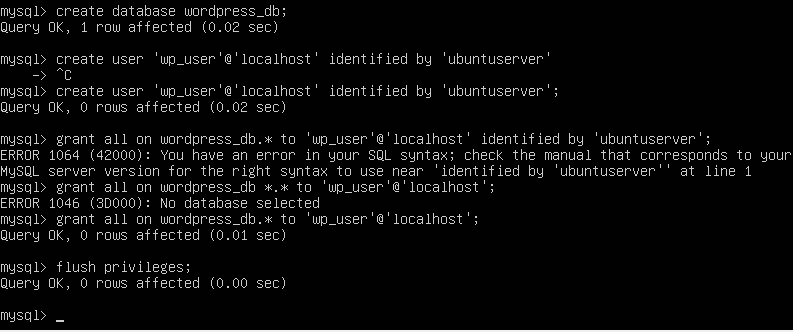 mysql> create database wordpress_db;
Query OK, 1 row affected (0.02 sec)
mysql> create user 'wp_user'@'localhost' identified by 'ubuntuserver'
    -> ^C
mysql> create user 'wp_user'@'localhost' identified by 'ubuntuserver';
Query OK, 0 rows affected (0.02 sec)
mysql> grant all on wordpress_db.* to 'wp_user'@'localhost' identified by 'ubuntuserver';
ERROR 1064 (42000): You have an error in your SQL syntax; check the manual that corresponds to your
MySQL server version for the right syntax to use near 'identified by 'ubuntuserver'' at line 1
mysql> grant all on wordpress_db *.* to 'wp_user'@'localhost';
ERROR 1046 (3D000): No database selected
mysql> grant all on wordpress_db.* to 'wp_user'@'localhost';
Query OK, 0 rows affected (0.01 sec)
mysql> flush privileges;
Query OK, 0 rows affected (0.00 sec)
mysql> _